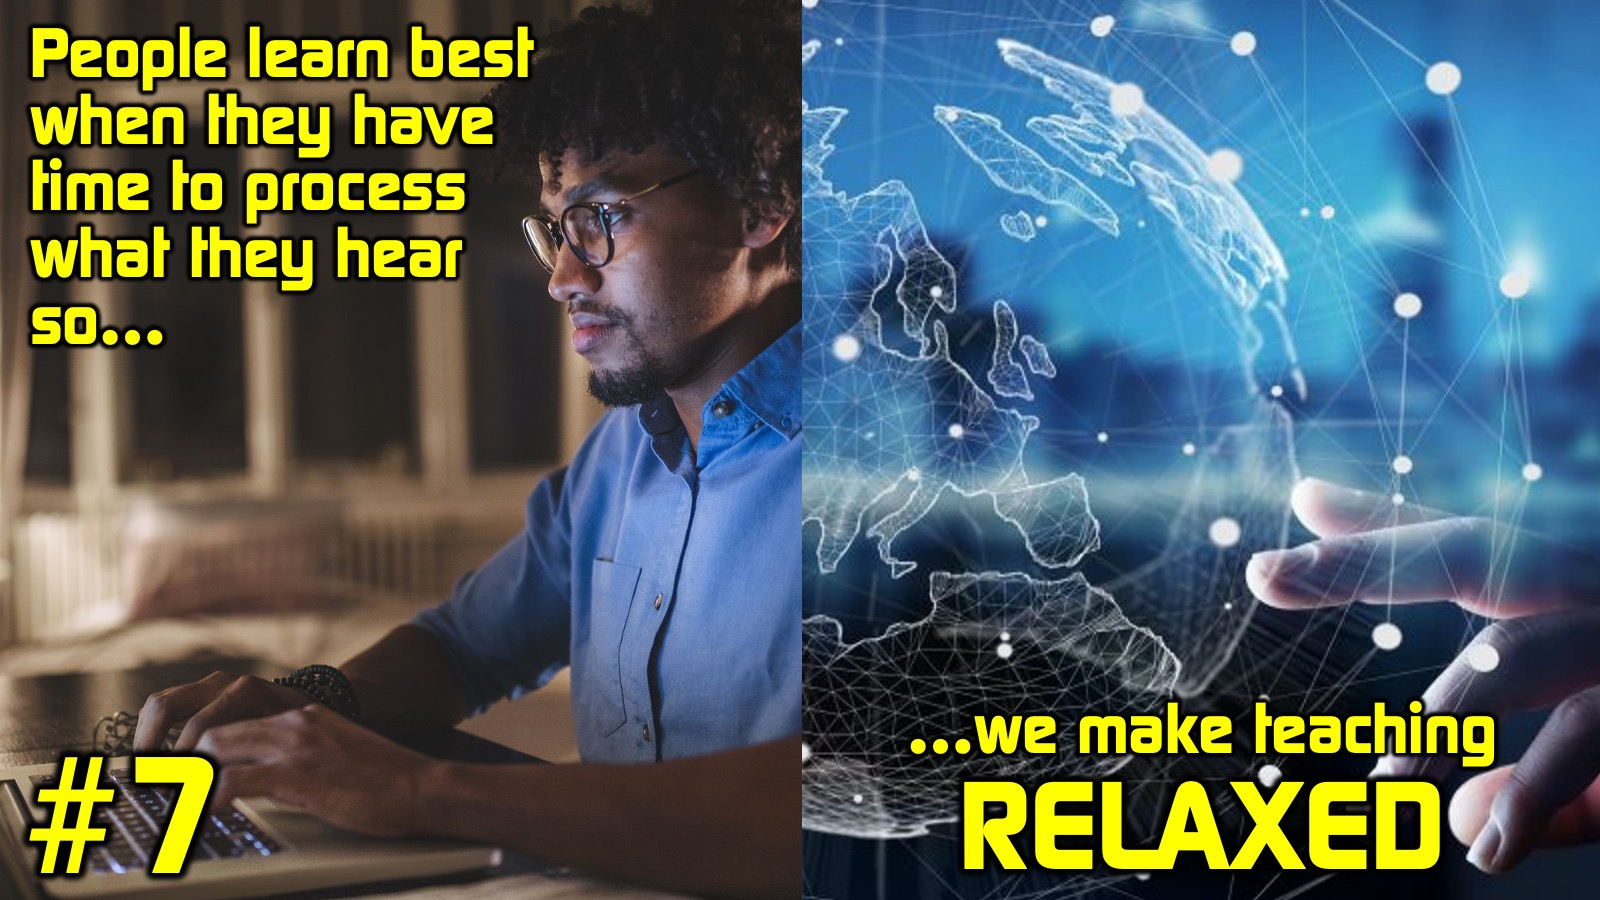 People learn best
when they have
time to process
what they hear
so...
#7
...we make teaching
RELAXED